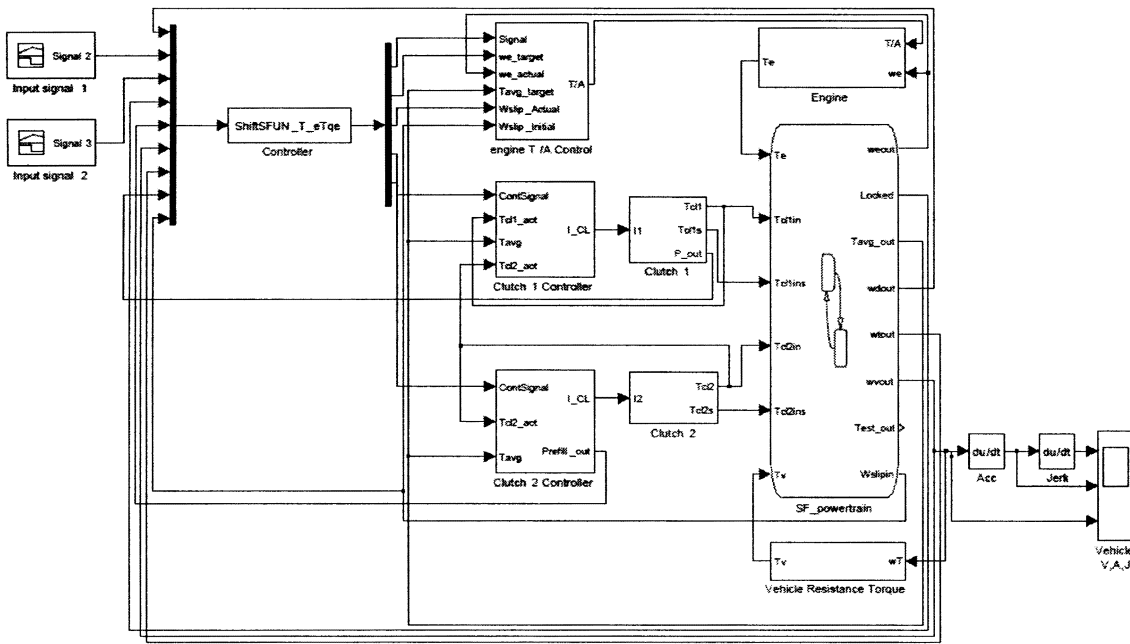 Signal 2
Input signal 1
Signal 3
Input signal 2
ShiftSFUN_T_eTqe
Controller
Signal
we_target
we_actual
Tavg_target
Wslip_Actual
Wslip_Initial
T/A
engine T /A Control
ContSignal
Tcl1_act
Tavg
Tcl2_act
I_CL
Clutch 1 Controller
I1
Tcl1
Tcl1s
P_out
Clutch 1
ContSignal
Tcl2_act
Tavg
I_CL
Prefill_out
Clutch 2 Controller
I2
Tcl2
Tcl2s
Clutch 2
Te
T/A
we
Engine
Te
Tcl1in
Tcl1ins
Tcl2in
Tcl2ins
Tv
weout
Locked
Tavg_out
wdout
wtout
wvout
Test_out
Wslipin
SF_powertrain
Tv
wT
Vehicle Resistance Torque
du/dt
Acc
du/dt
Jerk
Vehicle
V,A,J